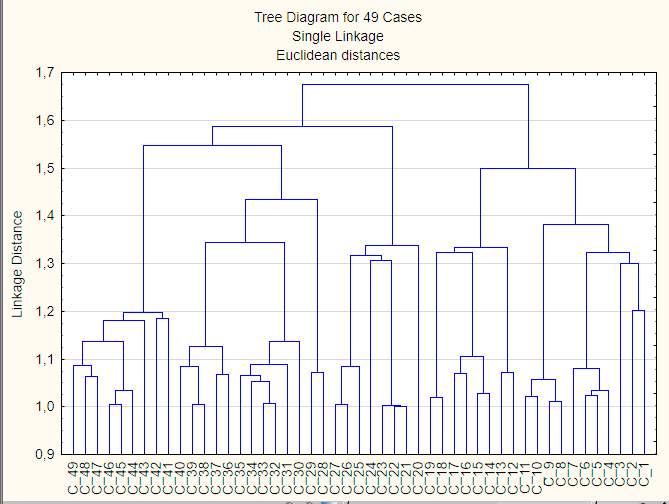 Tree Diagram for 49 Cases
Single Linkage
Euclidean distances
1,7
1,6
1,5
1,4
1,3
1,2
1,1
1,0
0,9
Linkage Distance
C_49
C_48
C_47
C_46
C_45
C_44
C_43
C_42
C_41
C_40
C_39
C_38
C_37
C_36
C_35
C_34
C_33
C_32
C_31
C_30
C_29
C_28
C_27
C_26
C_25
C_24
C_23
C_22
C_21
C_20
C_19
C_18
C_17
C_16
C_15
C_14
C_13
C_12
C_11
C_10
C_9
C_8
C_7
C_6
C_5
C_4
C_3
C_2
C_1